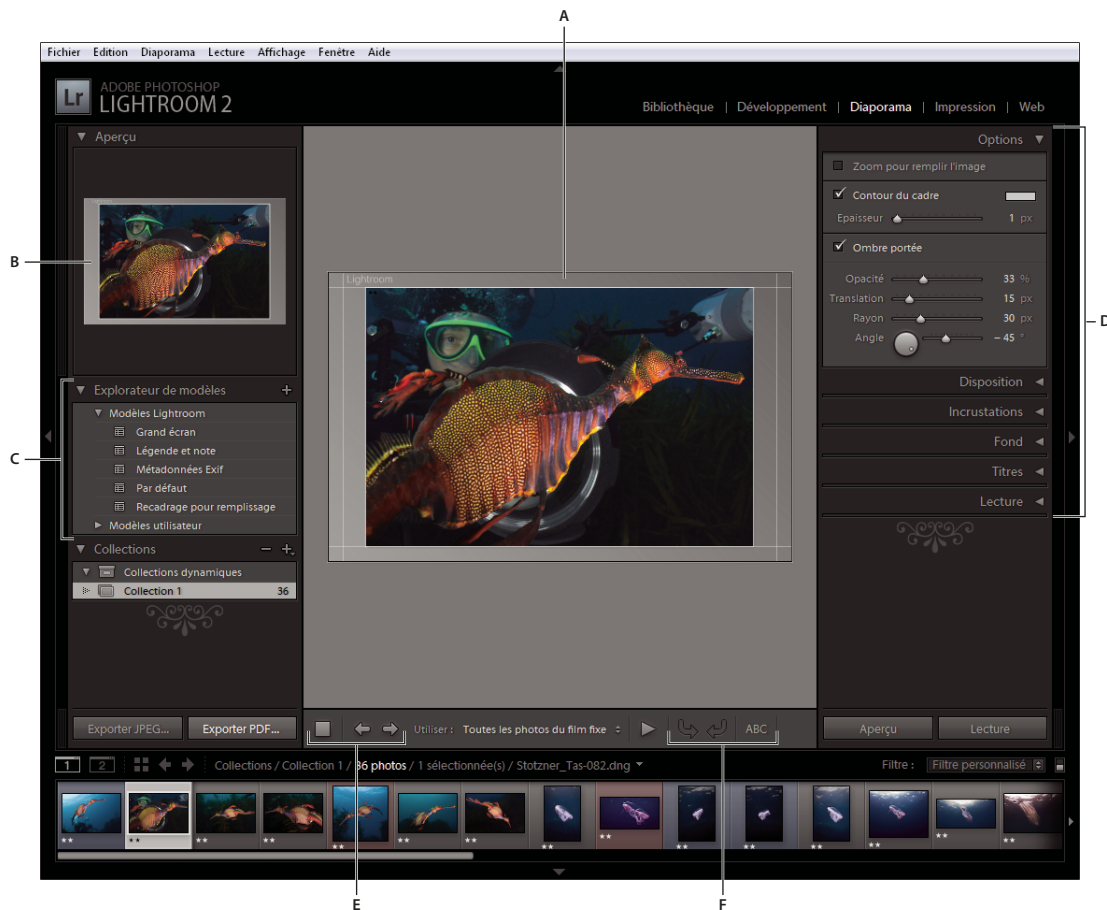 A
Fichier Edition Diaporama Lecture Affichage Fenêtre Aide
Lr ADOBE PHOTOSHOP
LIGHTROOM 2
Bibliothèque | Développement | Diaporama | Impression | Web
Aperçu
Options
Zoom pour remplir l'image
Contour du cadre
Epaisseur 1 px
Ombre portée
Opacité 33 %
Translation 15 px
Rayon 30 px
Angle – 45 °
B
Lightroom
D
Explorateur de modèles +
Modèles Lightroom
Grand écran
Légende et note
Métadonnées Exif
Par défaut
Recadrage pour remplissage
Modèles utilisateur
C
Disposition
Incrustations
Fond
Titres
Lecture
Collections – +
Collections dynamiques
Collection 1 36
Exporter JPEG... Exporter PDF...
Utiliser : Toutes les photos du film fixe ABC
Aperçu Lecture
1 2 Collections / Collection 1 / 36 photos / 1 sélectionnée(s) / Stotzner_Tas-082.dng
Filtre : Filtre personnalisé
E
F